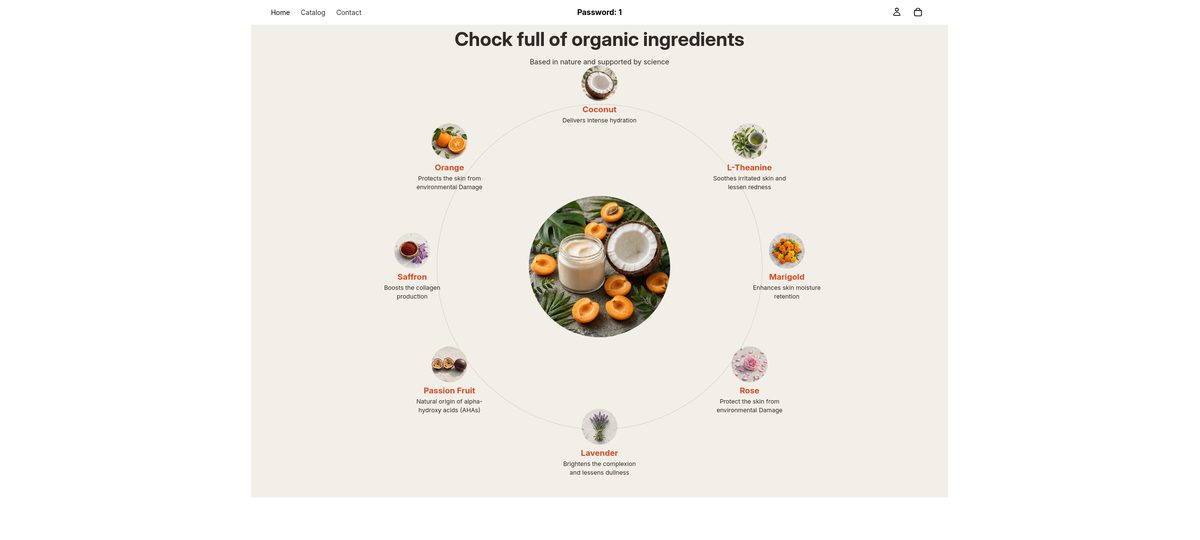 Home Catalog Contact Password: 1
Chock full of organic ingredients
Based in nature and supported by science
Coconut
Delivers intense hydration
Orange
Protects the skin from
environmental Damage
L-Theanine
Soothes irritated skin and
lessen redness
Saffron
Boosts the collagen
production
Marigold
Enhances skin moisture
retention
Passion Fruit
Natural origin of alpha-
hydroxy acids (AHAs)
Rose
Protect the skin from
environmental Damage
Lavender
Brightens the complexion
and lessens dullness